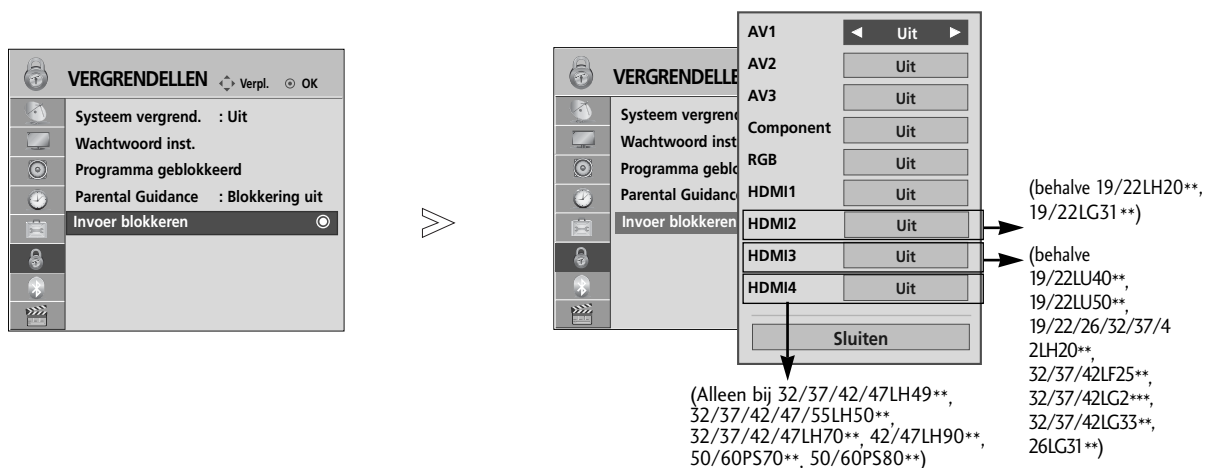 VERGRENDELLEN Verpl. OK
Systeem vergrend. : Uit
Wachtwoord inst.
Programma geblokkeerd
Parental Guidance : Blokkering uit
Invoer blokkeren
VERGRENDELLE
Systeem vergrend
Wachtwoord inst
Programma geblo
Parental Guidance
Invoer blokkeren
AV1 ◄ Uit ►
AV2 Uit
AV3 Uit
Component Uit
RGB Uit
HDMI1 Uit
HDMI2 Uit
HDMI3 Uit
HDMI4 Uit
Sluiten
(behalve 19/22LH20**,
19/22LG31**)
(behalve
19/22LU40**,
19/22LU50**,
19/22/26/32/37/4
2LH20**,
32/37/42LF25**,
32/37/42LG2***,
32/37/42LG33**,
26LG31**)
(Alleen bij 32/37/42/47LH49**,
32/37/42/47/55LH50**,
32/37/42/47LH70**, 42/47LH90**,
50/60PS70**, 50/60PS80**)